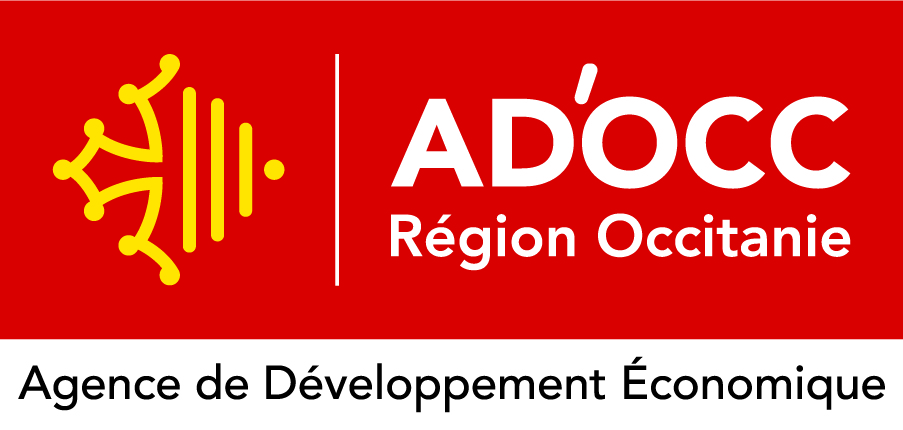 AD'OCC
Région Occitanie
Agence de Développement Économique